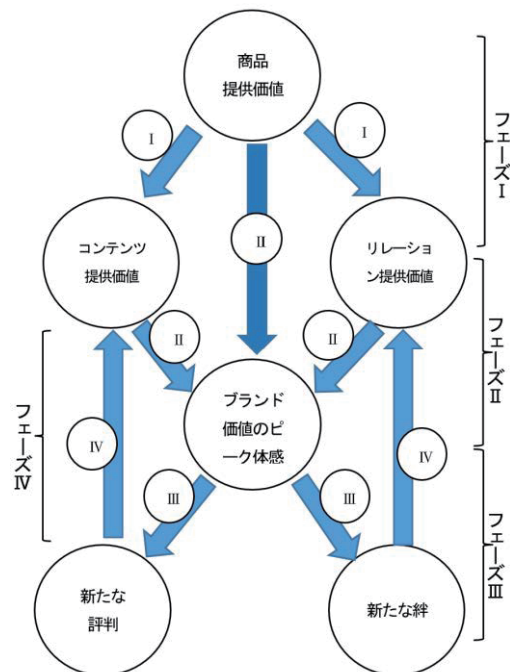 商品
提供価値
I
I
フェーズI
コンテンツ
提供価値
II
リレーショ
ン提供価値
II
II
フェーズII
ブランド
価値のピ
ーク体感
フェーズIV
IV
IV
III
III
フェーズIII
新たな
評判
新たな絆